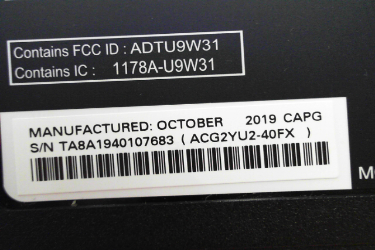 Contains FCC ID : ADTU9W31
Contains IC : 1178A-U9W31
MANUFACTURED: OCTOBER 2019 CAPG
S/N TA8A1940107683 ( ACG2YU2-40FX )